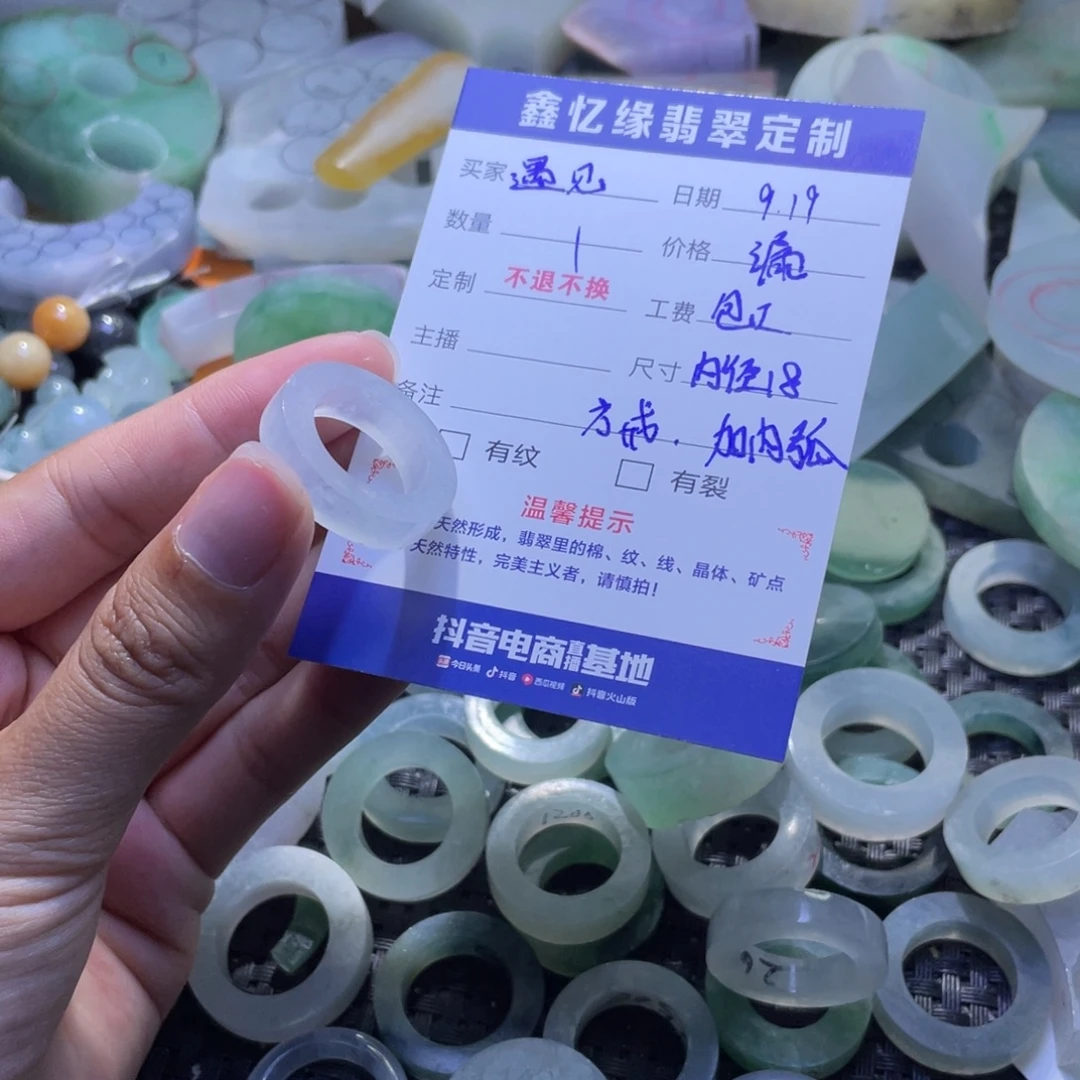 鑫忆缘翡翠定制
买家 遇见 日期 9.19
数量 1 价格
定制 不退不换 工费 包工
主播 尺寸 内径18
备注 方戒. 加内弧
有纹 有裂
温馨提示
天然形成，翡翠里的棉、纹、线、晶体、矿点
天然特性，完美主义者，请慎拍！
抖音电商直播基地
今日头条 抖音 西瓜视频 抖音火山版
1200
92